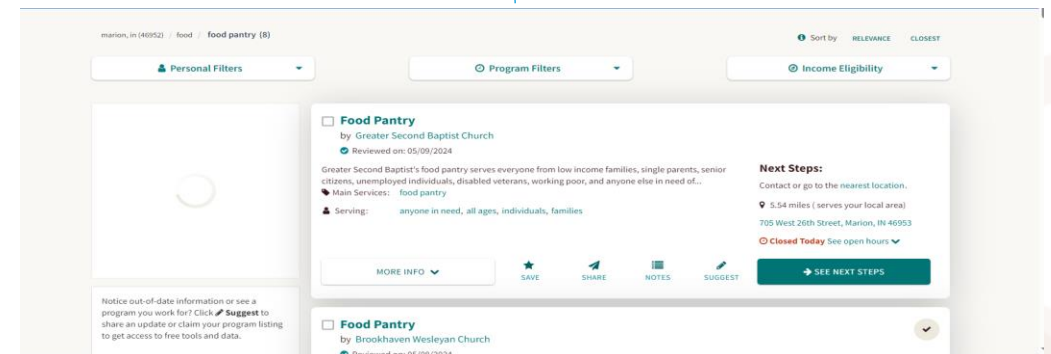 marion, in (46952) / food / food pantry (8)
Sort by RELEVANCE CLOSEST
Personal Filters
Program Filters
Income Eligibility
Food Pantry
by Greater Second Baptist Church
Reviewed on: 05/09/2024
Greater Second Baptist's food pantry serves everyone from low income families, single parents, senior
citizens, unemployed individuals, disabled veterans, working poor, and anyone else in need of...
Main Services: food pantry
Serving: anyone in need, all ages, individuals, families
Next Steps:
Contact or go to the nearest location.
5.54 miles ( serves your local area)
705 West 26th Street, Marion, IN 46953
Closed Today See open hours
MORE INFO
SAVE
SHARE
NOTES
SUGGEST
SEE NEXT STEPS
Notice out-of-date information or see a
program you work for? Click Suggest to
share an update or claim your program listing
to get access to free tools and data.
Food Pantry
by Brookhaven Wesleyan Church
Reviewed on: 05/09/2024